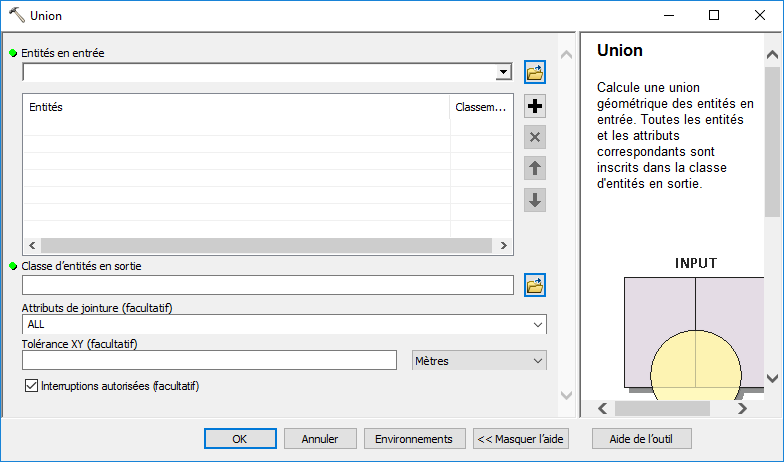 Union
Entités en entrée
Entités
Classem...
Classe d'entités en sortie
Attributs de jointure (facultatif)
ALL
Tolérance XY (facultatif)
Mètres
Interruptions autorisées (facultatif)
Union
Calcule une union
géométrique des entités en
entrée. Toutes les entités
et les attributs
correspondants sont
inscrits dans la classe
d'entités en sortie.
INPUT
OK
Annuler
Environnements
<< Masquer l'aide
Aide de l'outil